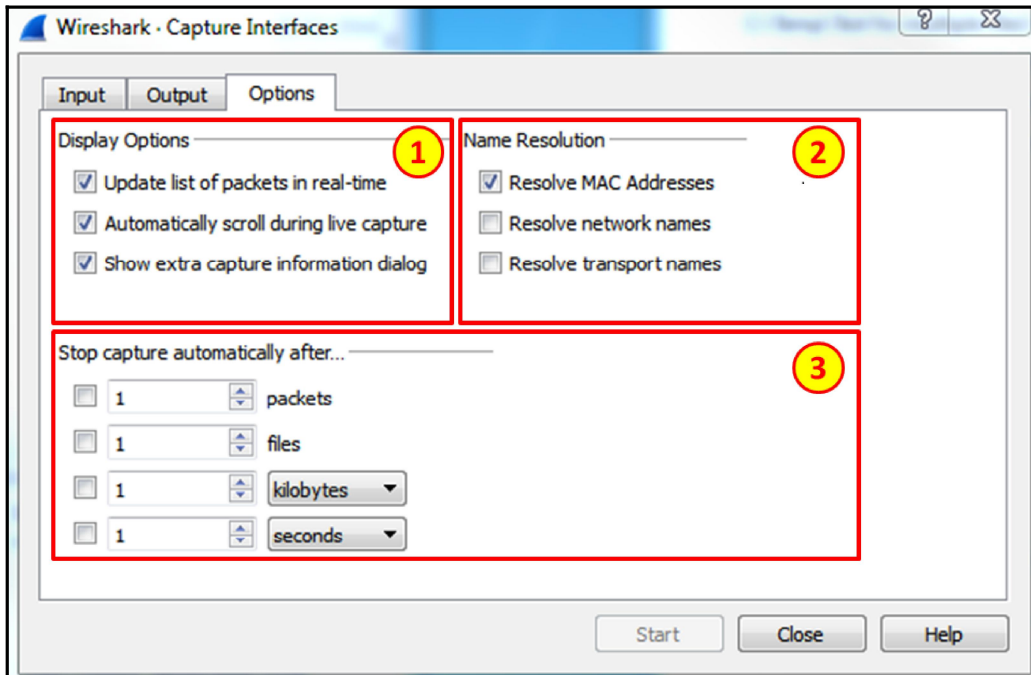 Wireshark · Capture Interfaces
Input Output Options
Display Options
1
Update list of packets in real-time
Automatically scroll during live capture
Show extra capture information dialog
Name Resolution
2
Resolve MAC Addresses
Resolve network names
Resolve transport names
Stop capture automatically after...
3
1 packets
1 files
1 kilobytes
1 seconds
Start Close Help